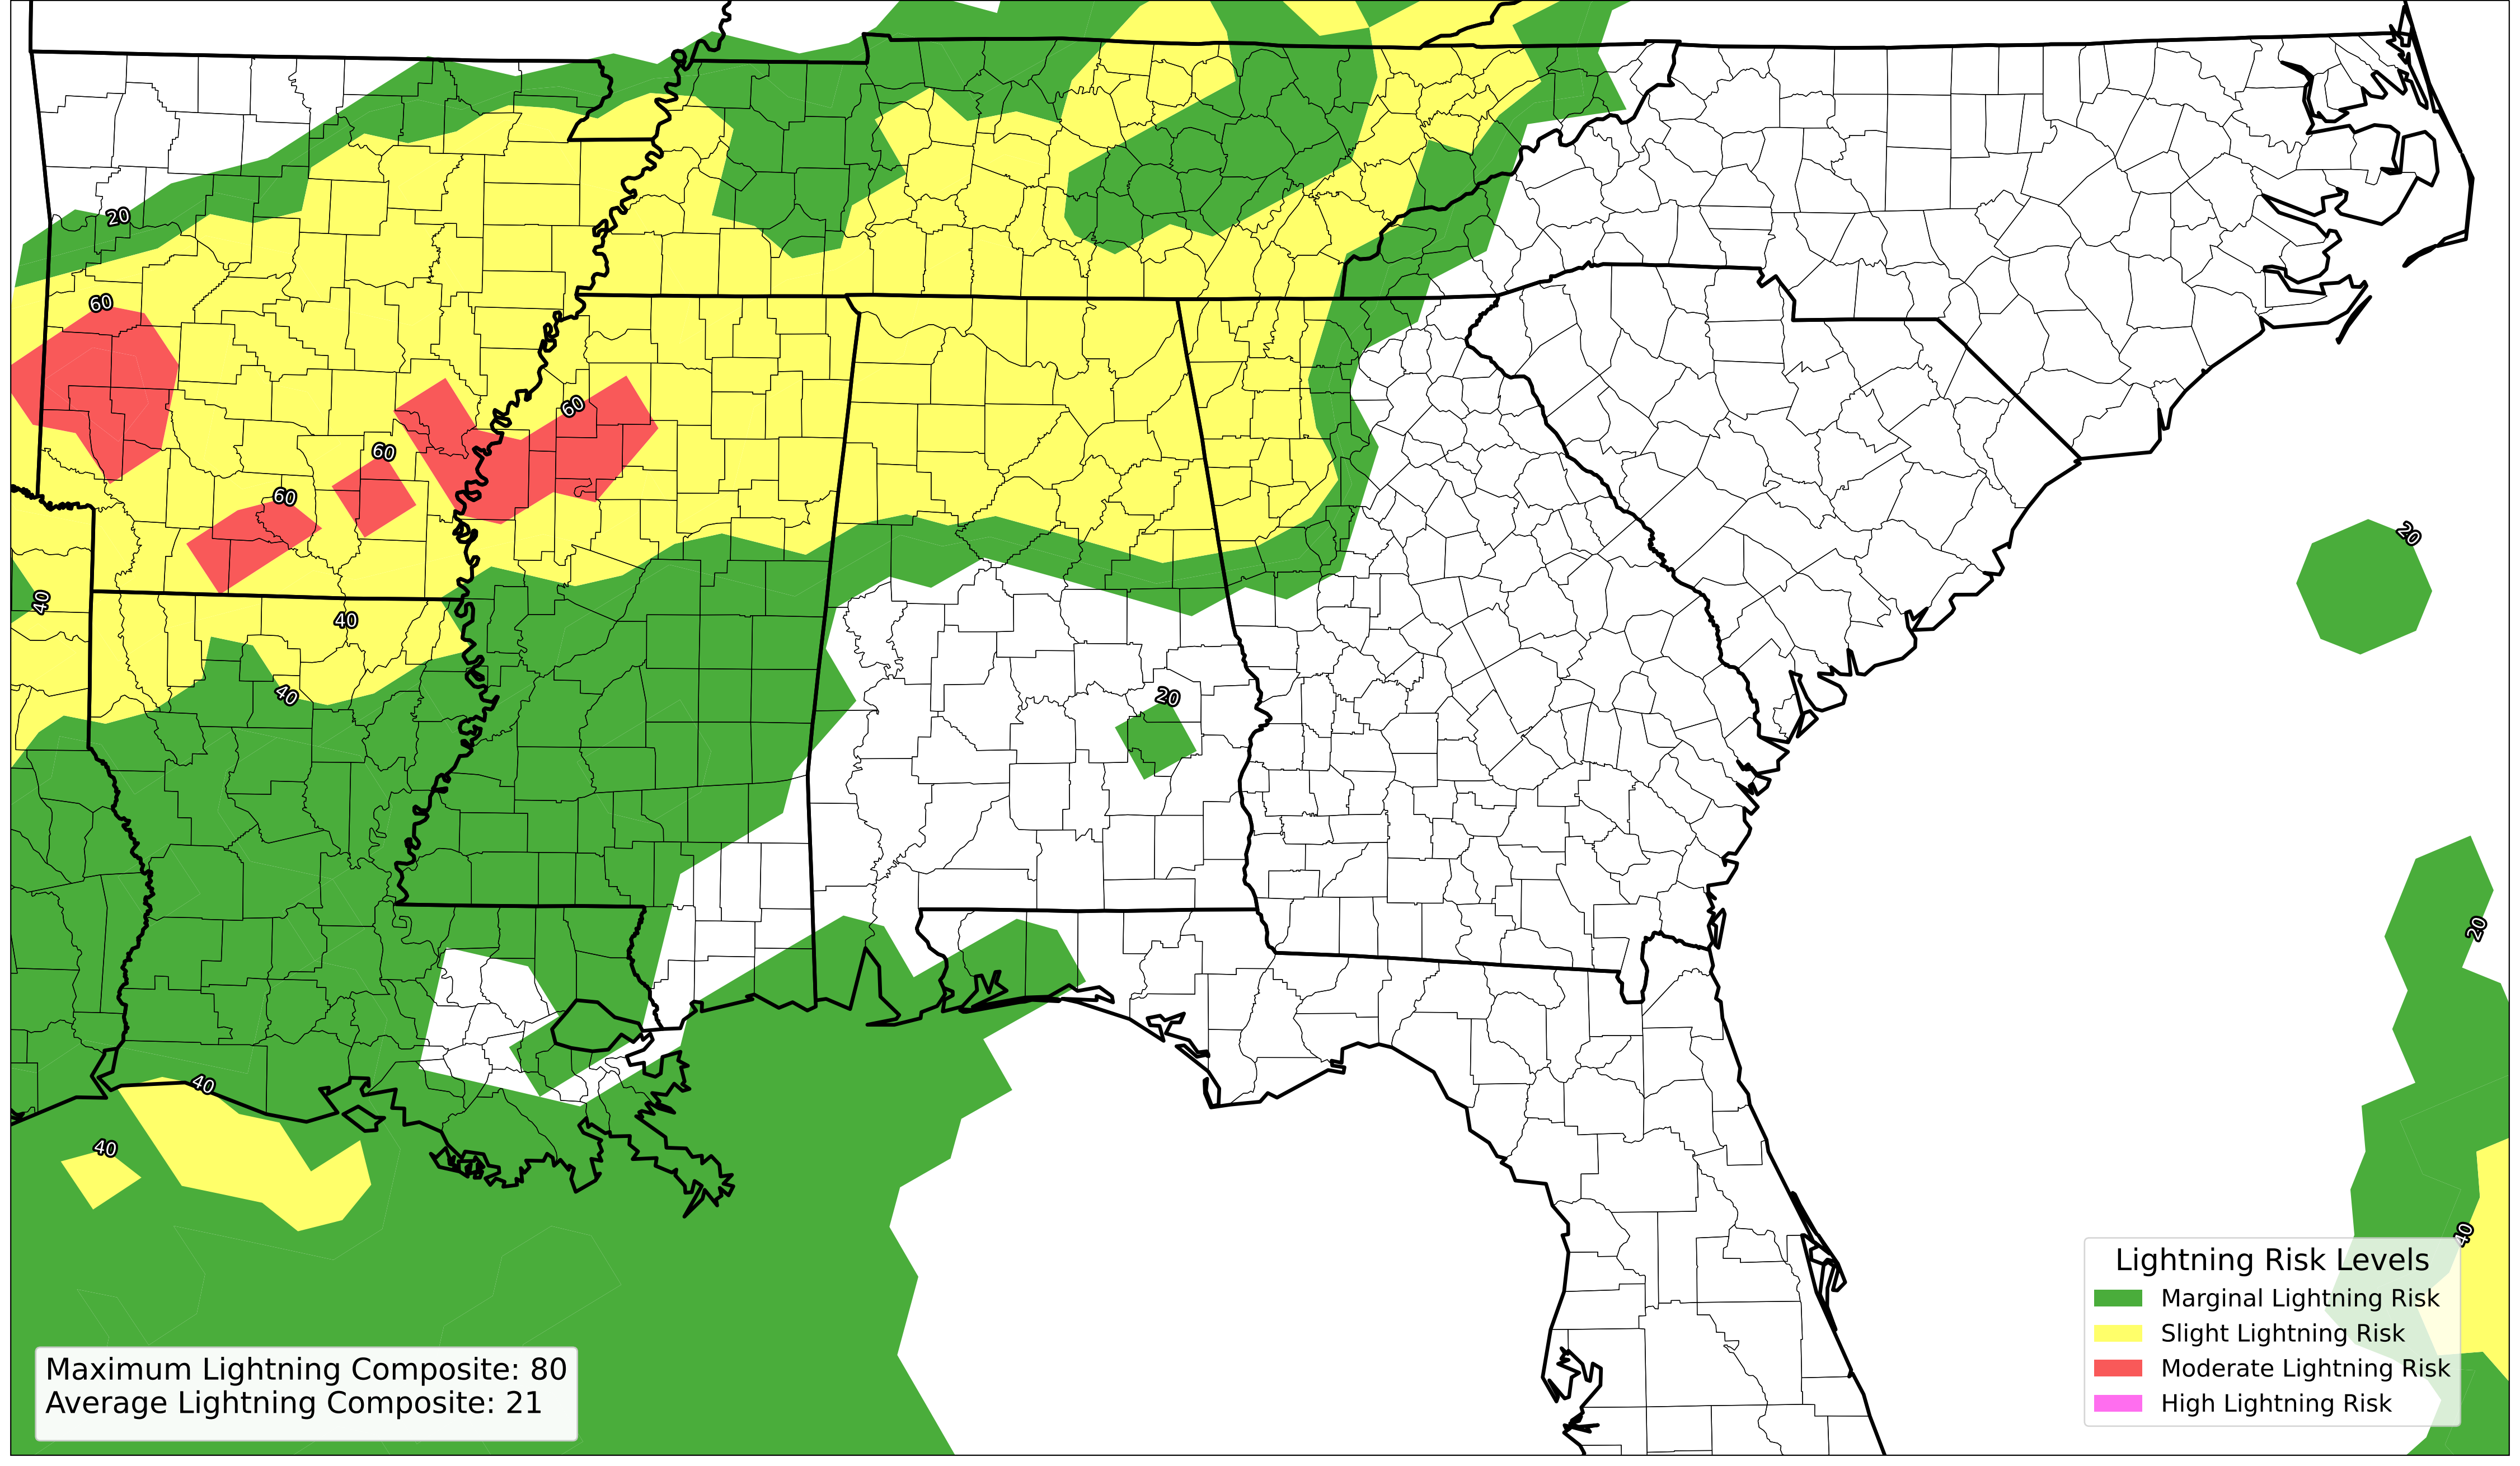 20
60
60
60
60
20
40
40
40
20
20
40
40
40
Lightning Risk Levels
Marginal Lightning Risk
Slight Lightning Risk
Moderate Lightning Risk
High Lightning Risk
Maximum Lightning Composite: 80
Average Lightning Composite: 21